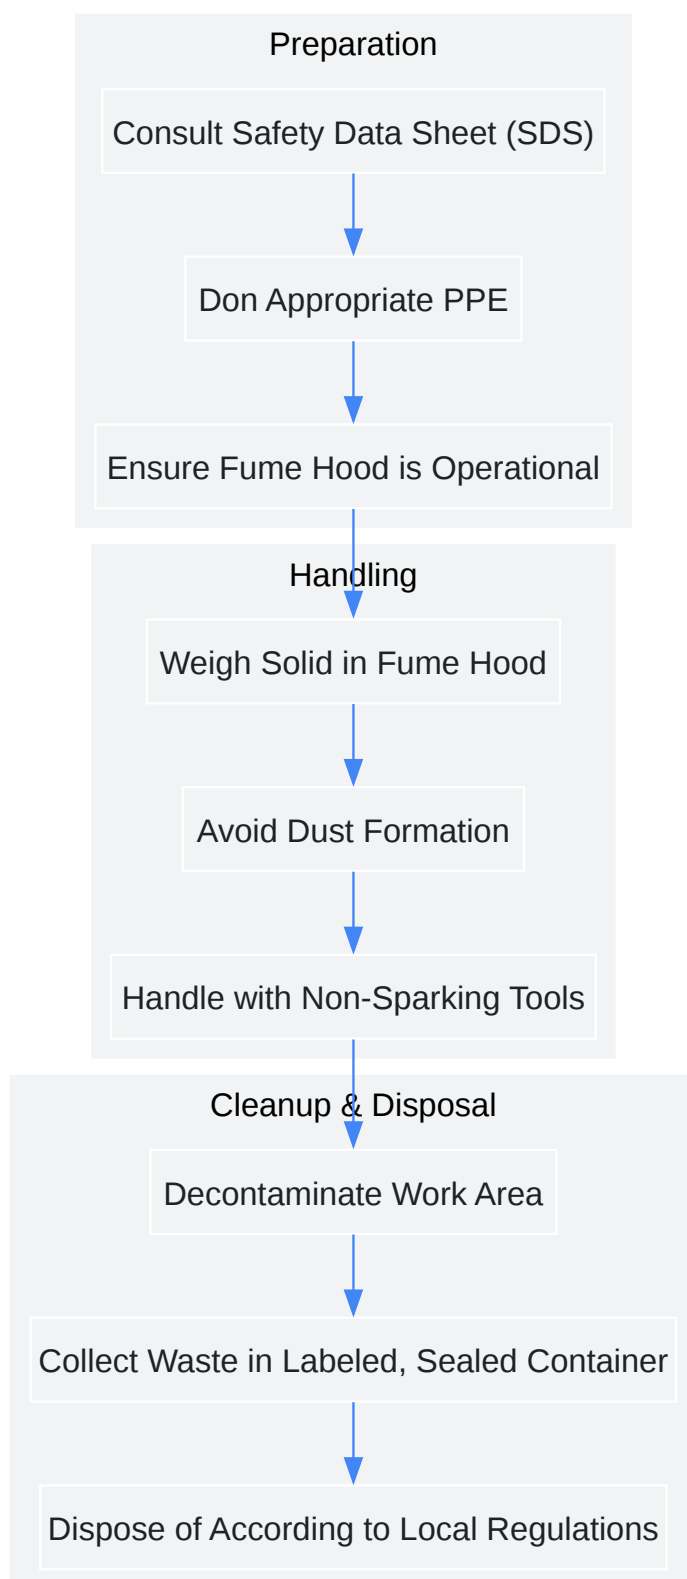 Preparation
Consult Safety Data Sheet (SDS)
Don Appropriate PPE
Ensure Fume Hood is Operational
Handling
Weigh Solid in Fume Hood
Avoid Dust Formation
Handle with Non-Sparking Tools
Cleanup & Disposal
Decontaminate Work Area
Collect Waste in Labeled, Sealed Container
Dispose of According to Local Regulations